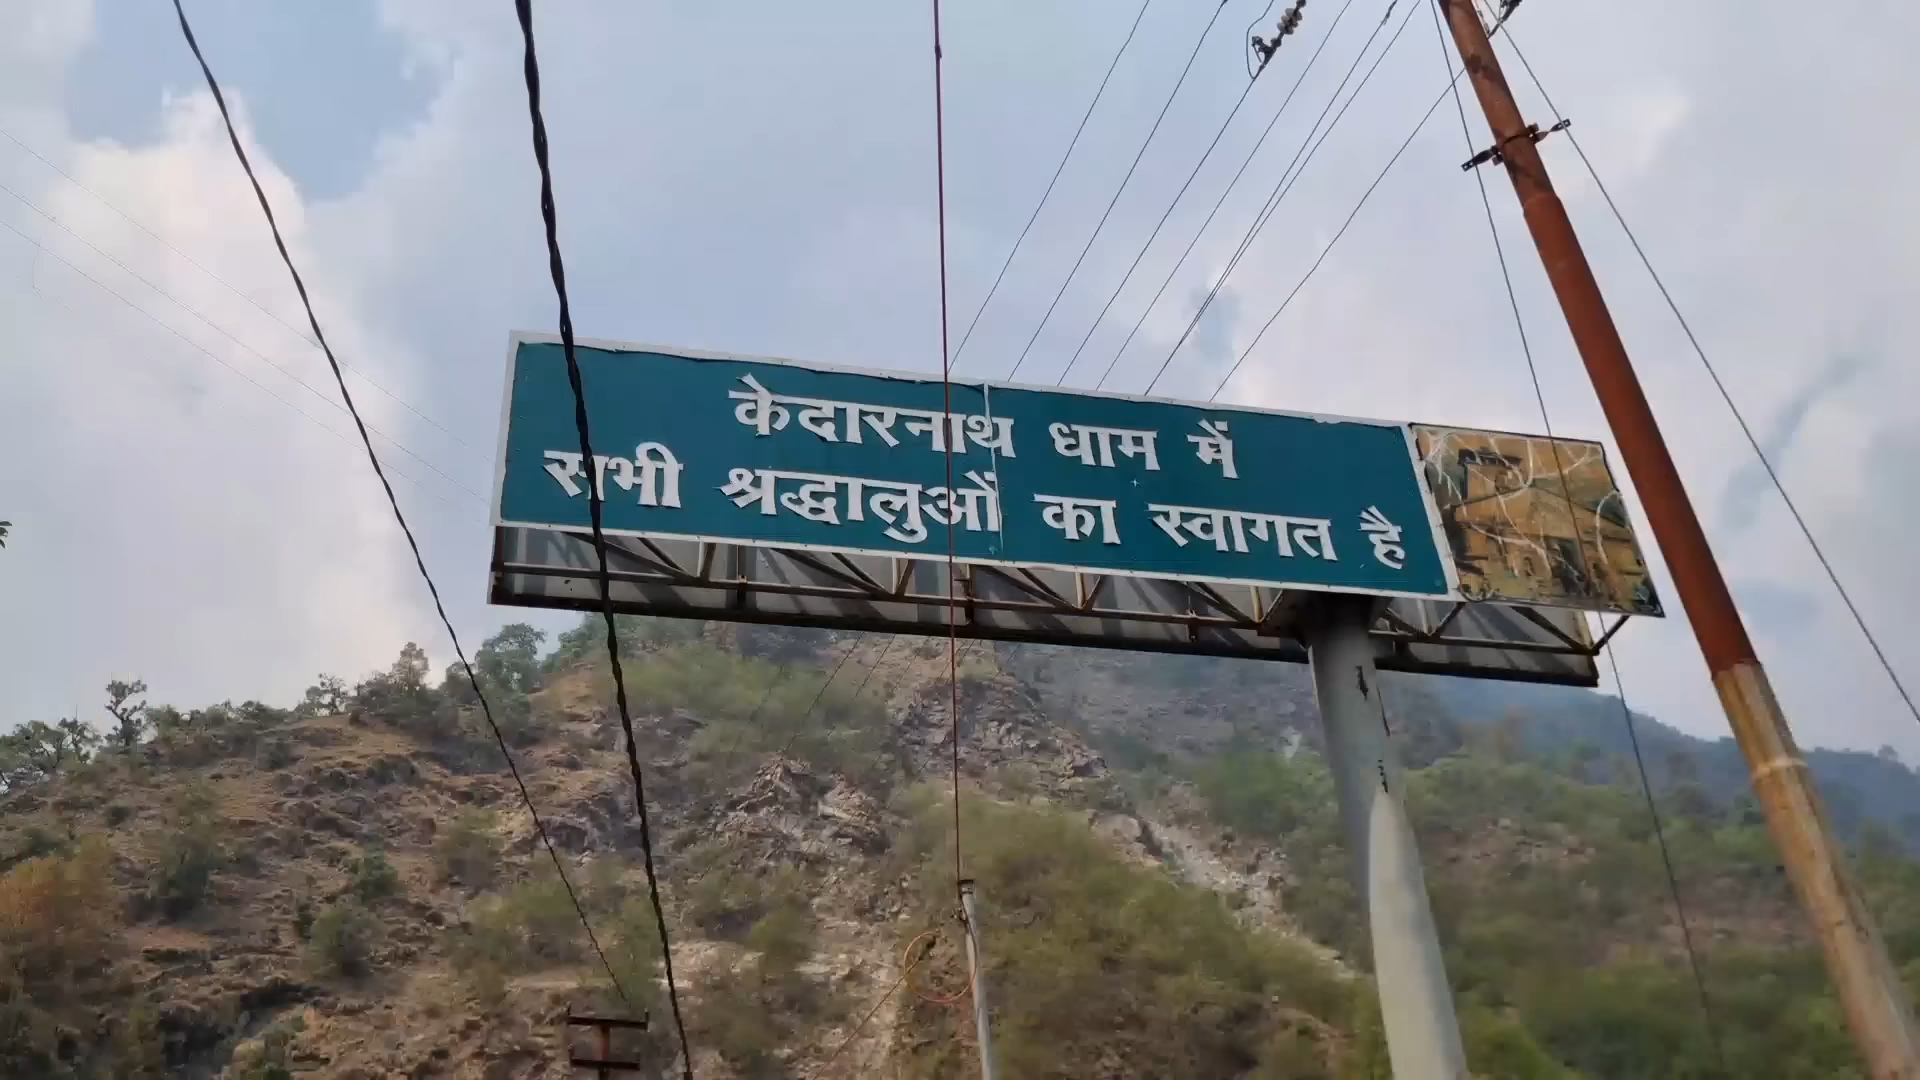 केदारनाथ धाम में
सभी श्रद्धालुओं का स्वागत है